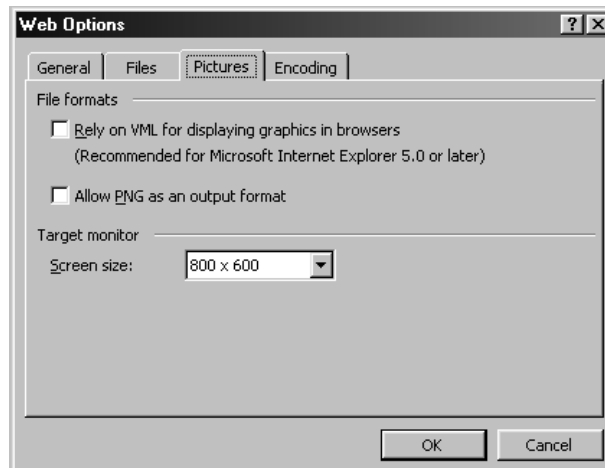 Web Options
General Files Pictures Encoding
File formats
Rely on VML for displaying graphics in browsers
(Recommended for Microsoft Internet Explorer 5.0 or later)
Allow PNG as an output format
Target monitor
Screen size: 800 x 600
OK Cancel